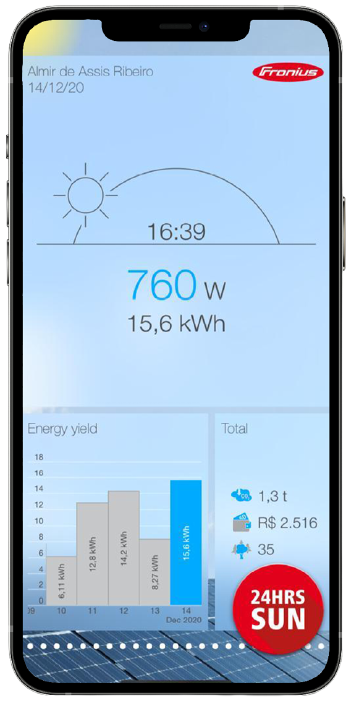 Almir de Assis Ribeiro
14/12/20
Fronius
16:39
760 W
15,6 kWh
Energy yield
18
16
14
12
10
8
6
4
2
0
6,11 kWh
12,8 kWh
14,2 kWh
8,27 kWh
15,6 kWh
09 10 11 12 13 14
Dec 2020
Total
1,3 t
R$ 2.516
35
24HRS
SUN